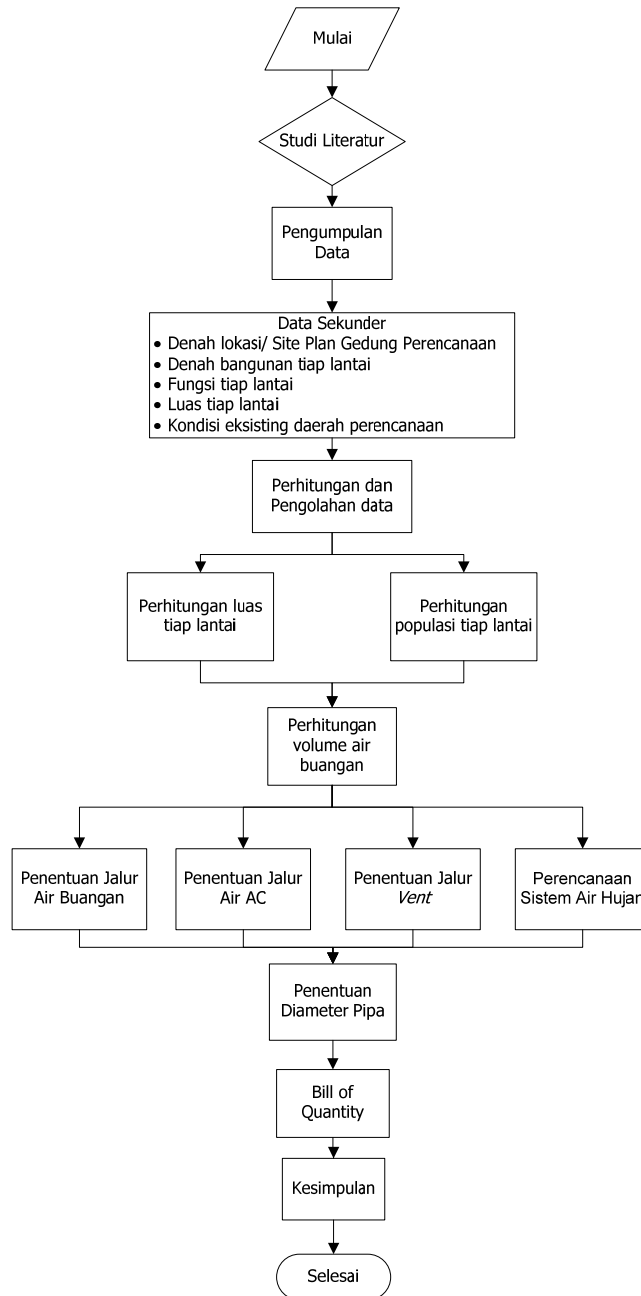 Mulai
Studi Literatur
Pengumpulan
Data
Data Sekunder
• Denah lokasi/ Site Plan Gedung Perencanaan
• Denah bangunan tiap lantai
• Fungsi tiap lantai
• Luas tiap lantai
• Kondisi eksisting daerah perencanaan
Perhitungan dan
Pengolahan data
Perhitungan luas
tiap lantai
Perhitungan
populasi tiap lantai
Perhitungan
volume air
buangan
Penentuan Jalur
Air Buangan
Penentuan Jalur
Air AC
Penentuan Jalur
Vent
Perencanaan
Sistem Air Hujan
Penentuan
Diameter Pipa
Bill of
Quantity
Kesimpulan
Selesai